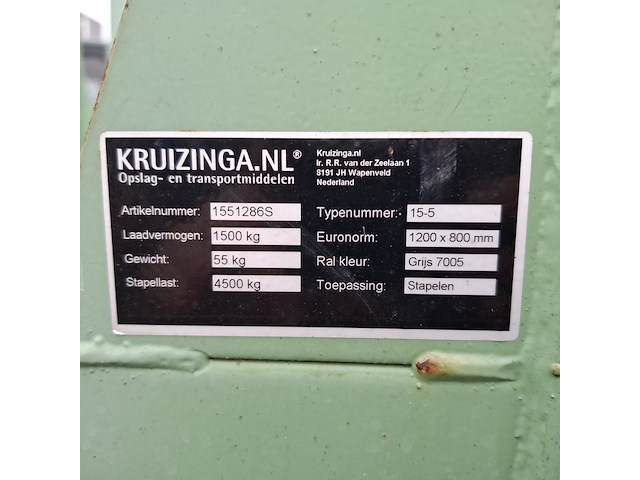 KRUIZINGA.NL®
Opslag- en transportmiddelen
Kruizinga.nl
Ir. R.R. van der Zeelaan 1
8191 JH Wapenveld
Nederland
Artikelnummer: 1551286S
Laadvermogen: 1500 kg
Gewicht: 55 kg
Stapellast: 4500 kg
Typenummer: 15-5
Euronorm: 1200 x 800 mm
Ral kleur: Grijs 7005
Toepassing: Stapelen